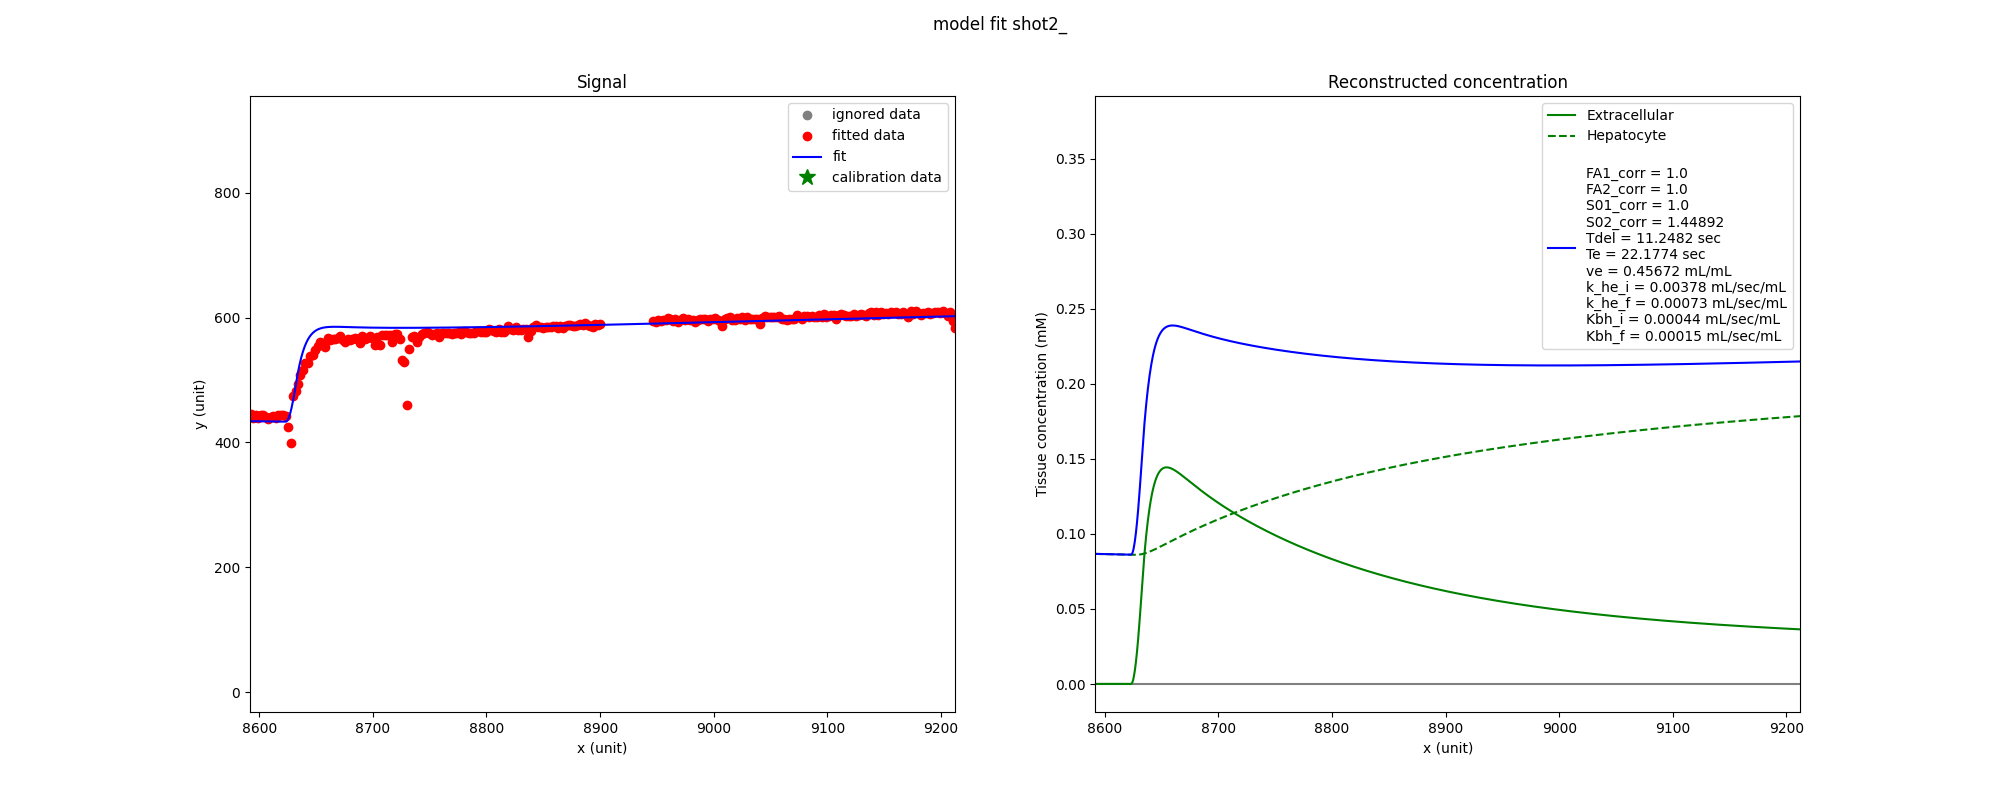 model fit shot2_
Signal
ignored data
fitted data
fit
calibration data
800
600
400
200
0
y (unit)
8600 8700 8800 8900 9000 9100 9200
x (unit)
Reconstructed concentration
Extracellular
Hepatocyte
FA1_corr = 1.0
FA2_corr = 1.0
S01_corr = 1.0
S02_corr = 1.44892
Tdel = 11.2482 sec
Te = 22.1774 sec
ve = 0.45672 mL/mL
k_he_i = 0.00378 mL/sec/mL
k_he_f = 0.00073 mL/sec/mL
Kbh_i = 0.00044 mL/sec/mL
Kbh_f = 0.00015 mL/sec/mL
0.35
0.30
0.25
0.20
0.15
0.10
0.05
0.00
Tissue concentration (mM)
8600 8700 8800 8900 9000 9100 9200
x (unit)